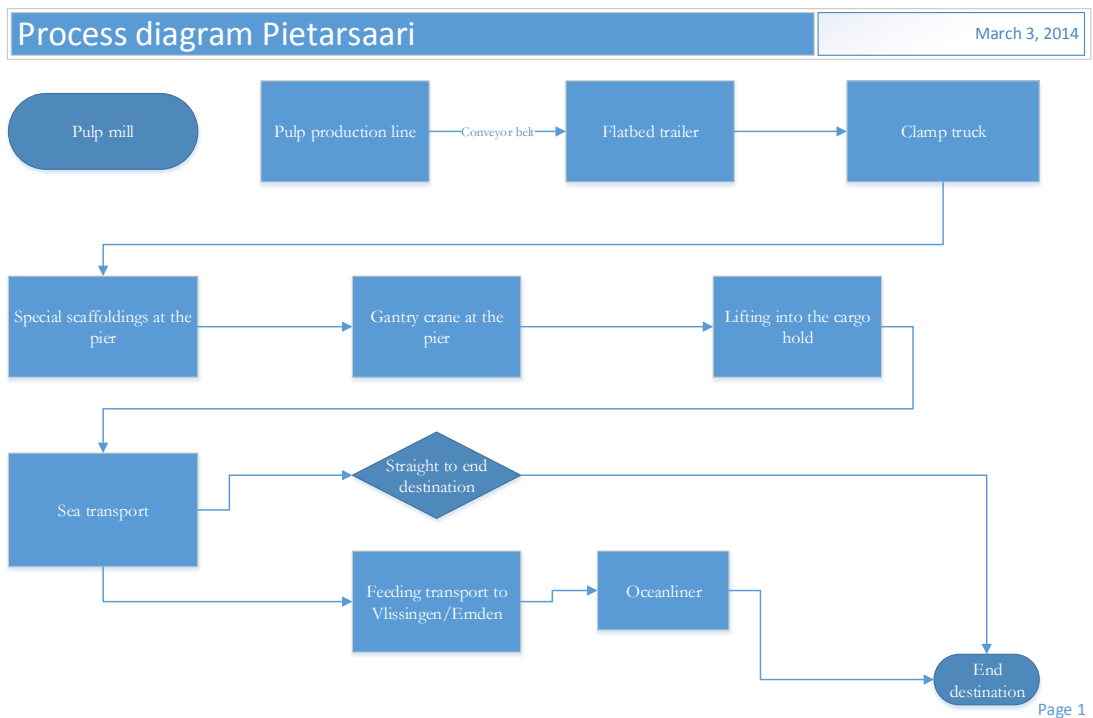 Process diagram Pietarsaari
March 3, 2014
Pulp mill
Pulp production line
Conveyor belt
Flatbed trailer
Clamp truck
Special scaffoldings at the
pier
Gantry crane at the
pier
Lifting into the cargo
hold
Sea transport
Straight to end
destination
Feeding transport to
Vlissingen/Emden
Oceanliner
End
destination
Page 1